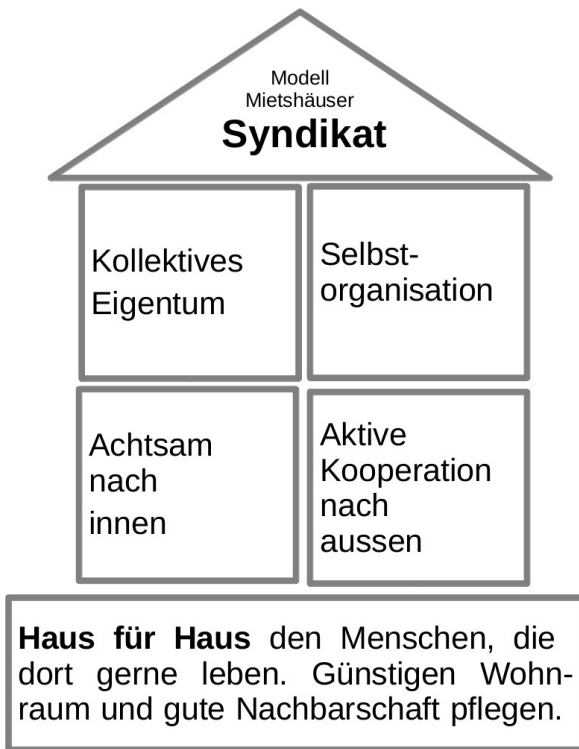 Modell
Mietshäuser
Syndikat
Kollektives
Eigentum
Selbst-
organisation
Achtsam
nach
innen
Aktive
Kooperation
nach
aussen
Haus für Haus den Menschen, die
dort gerne leben. Günstigen Wohn-
raum und gute Nachbarschaft pflegen.